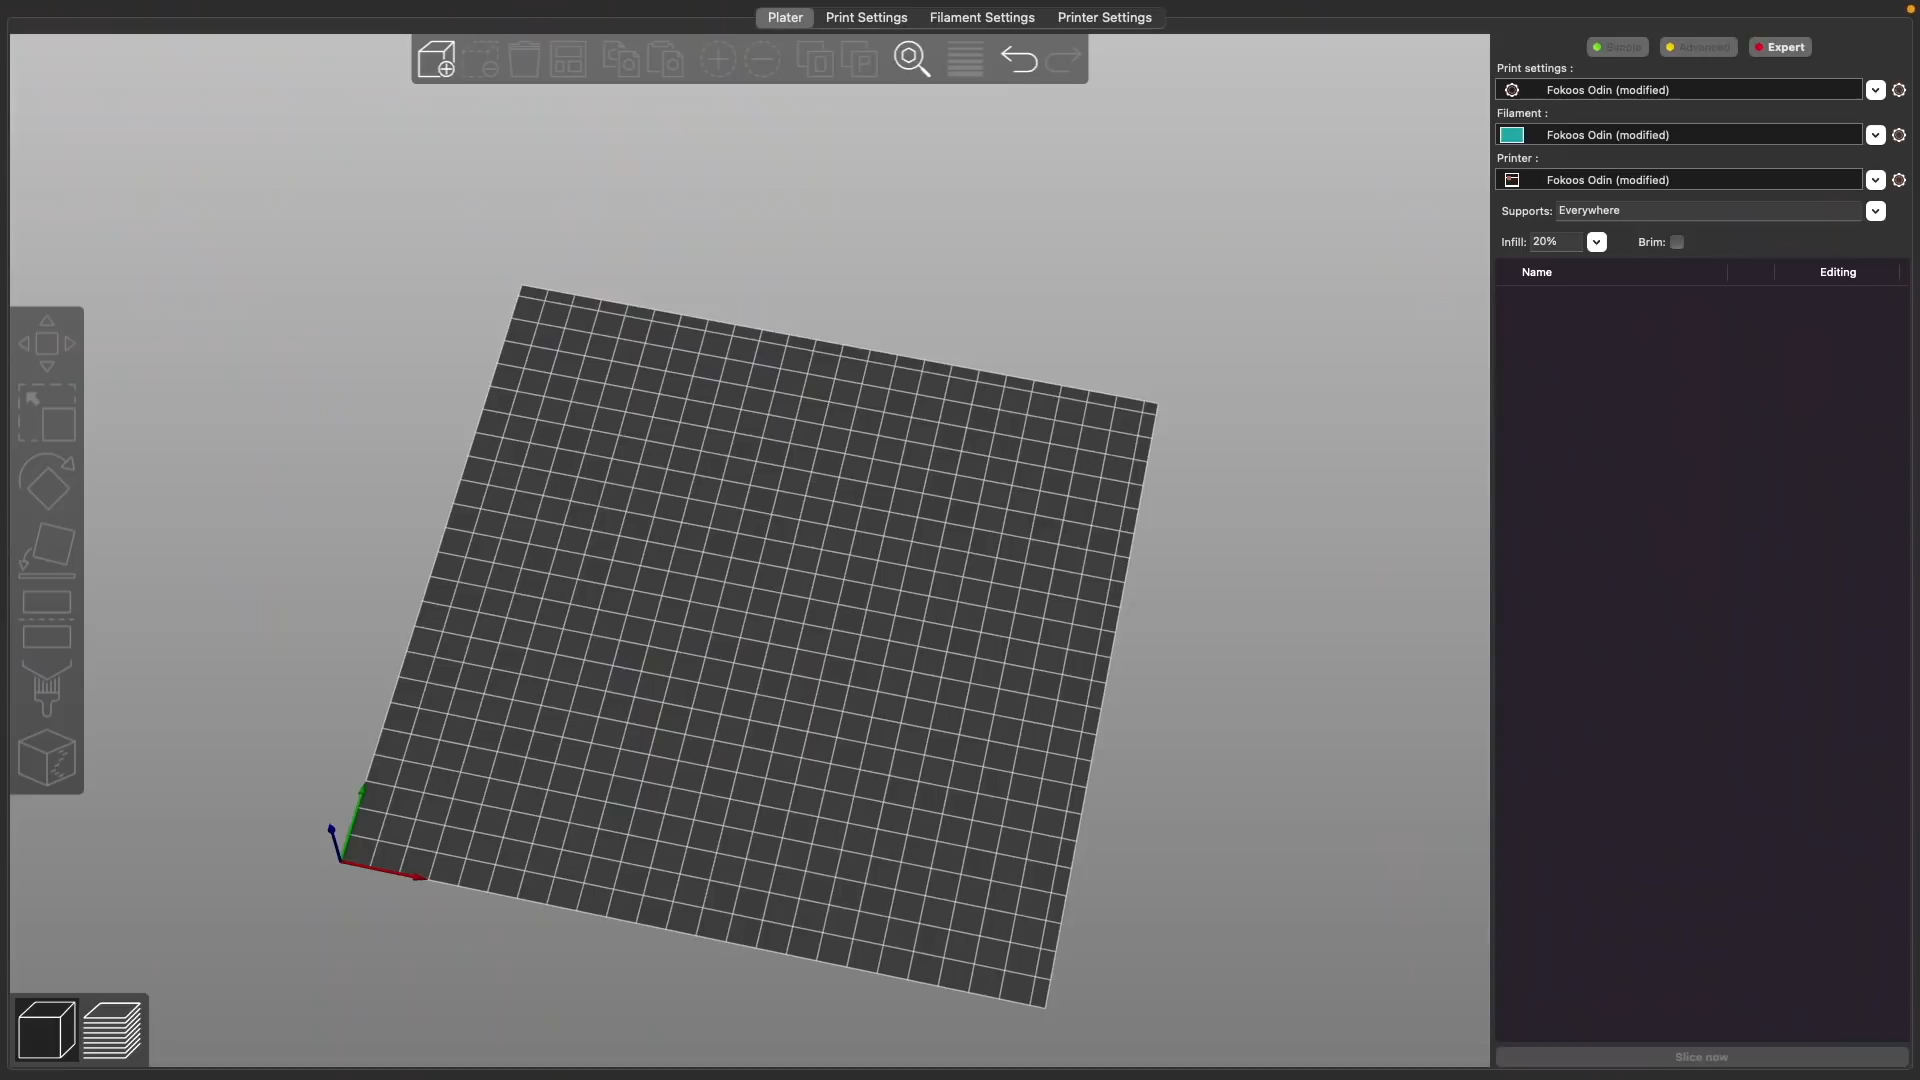 Plater Print Settings Filament Settings Printer Settings
Simple Advanced Expert
Print settings :
Fokoos Odin (modified)
Filament :
Fokoos Odin (modified)
Printer :
Fokoos Odin (modified)
Supports: Everywhere
Infill: 20% Brim:
Name Editing
Slice now